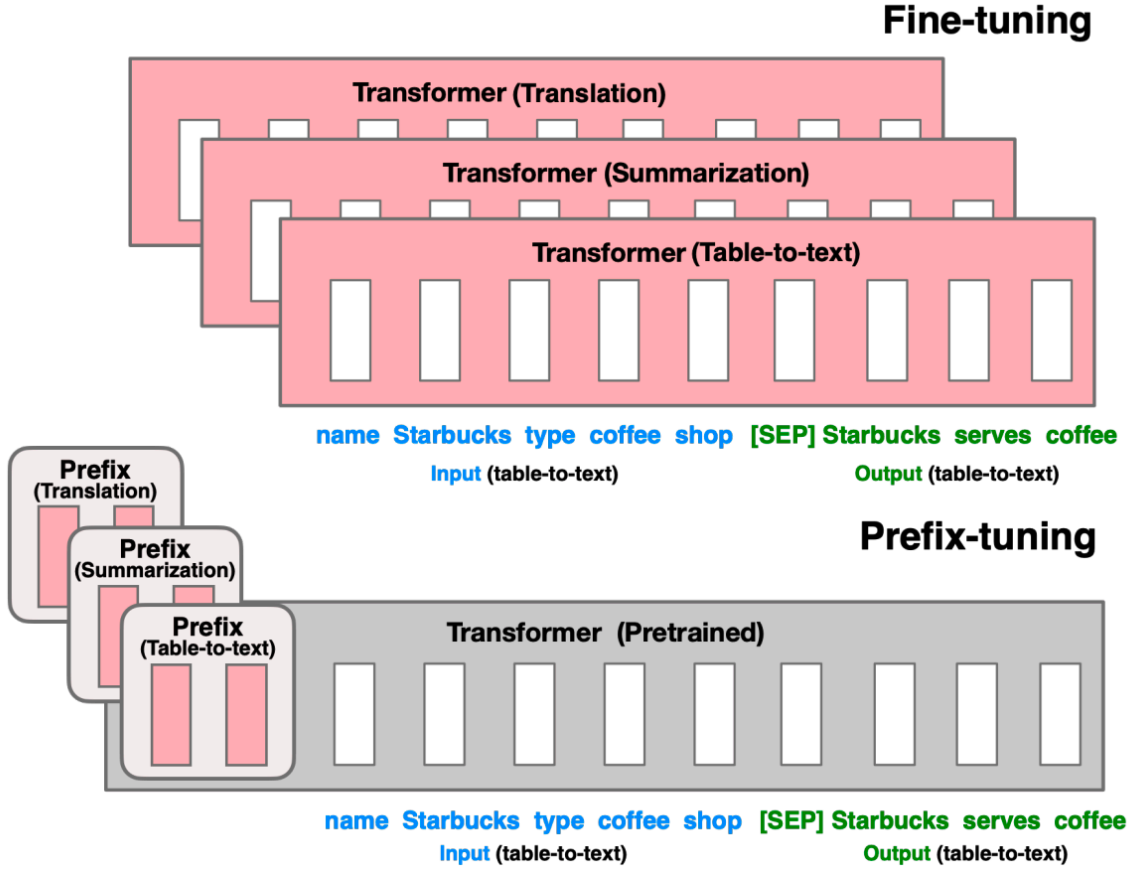 Fine-tuning
Transformer (Translation)
Transformer (Summarization)
Transformer (Table-to-text)
name Starbucks type coffee shop [SEP] Starbucks serves coffee
Input (table-to-text) Output (table-to-text)
Prefix-tuning
Prefix
(Translation)
Prefix
(Summarization)
Prefix
(Table-to-text)
Transformer (Pretrained)
name Starbucks type coffee shop [SEP] Starbucks serves coffee
Input (table-to-text) Output (table-to-text)